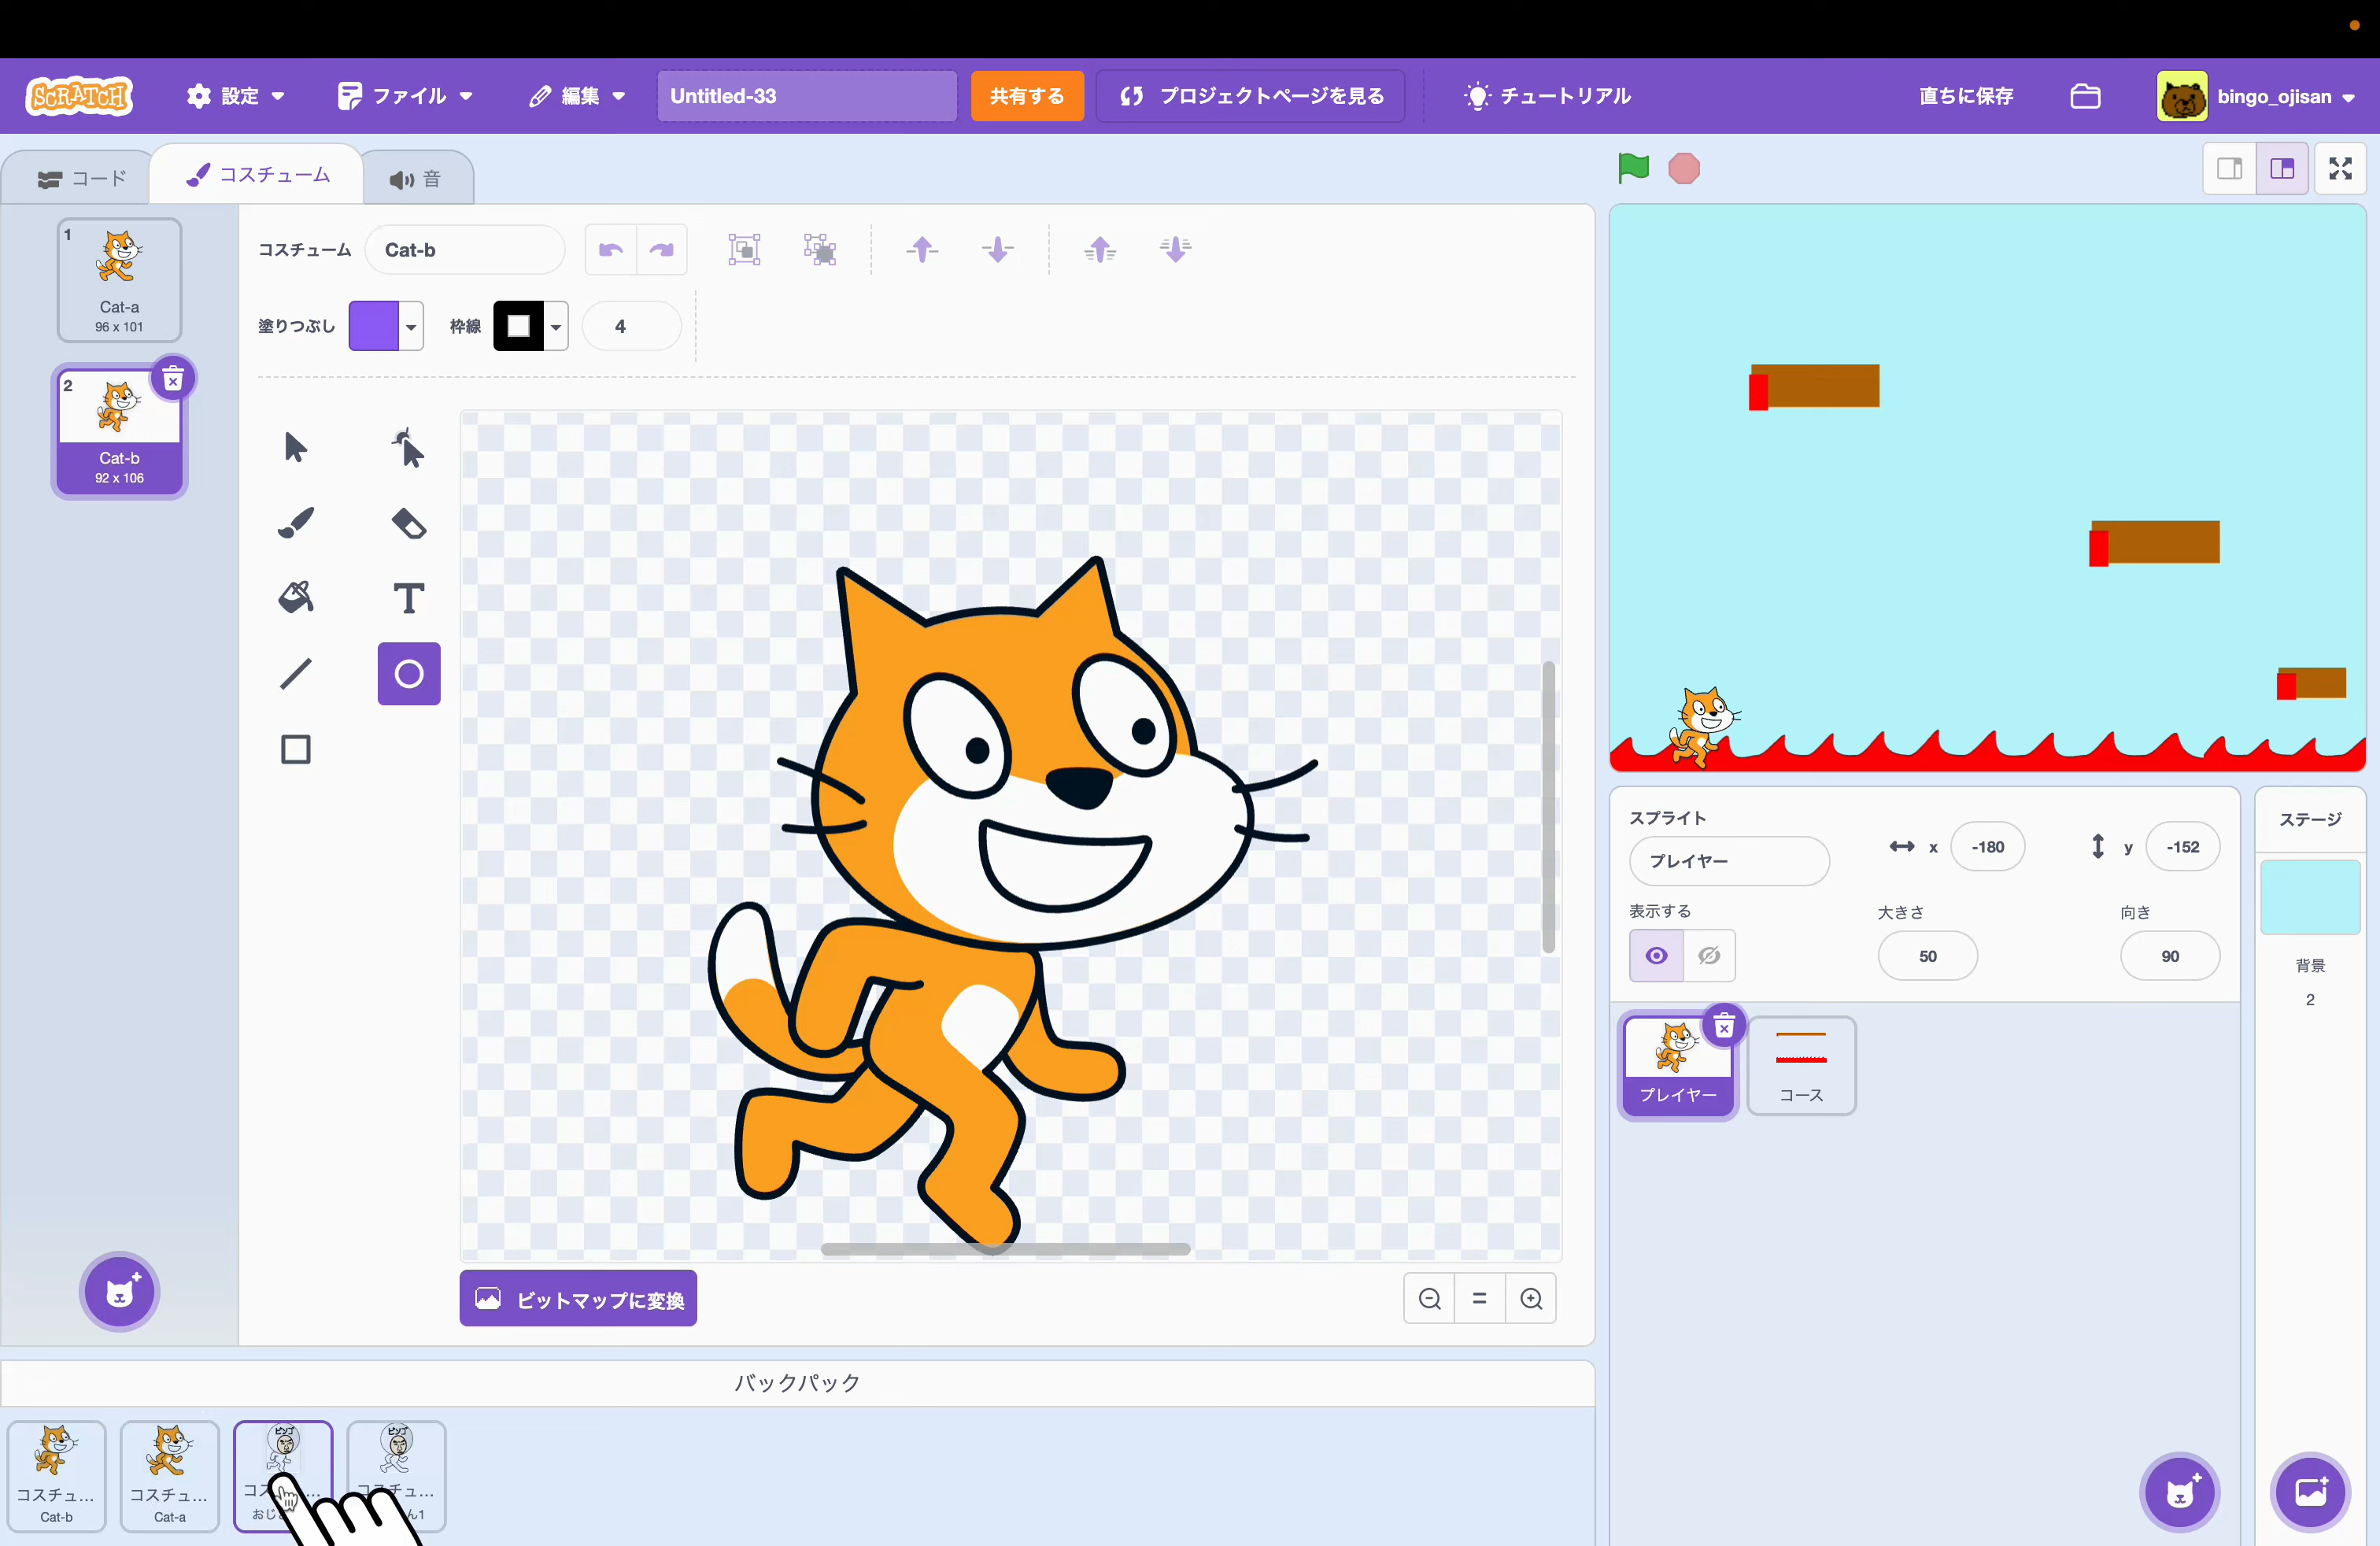 SCRATCH
設定
ファイル
編集
Untitled-33
共有する
プロジェクトページを見る
チュートリアル
直ちに保存
bingo_ojisan
コード
コスチューム
音
1
Cat-a
96 x 101
2
Cat-b
92 x 106
コスチューム
Cat-b
塗りつぶし
枠線
4
T
ビットマップに変換
バックパック
コスチュ...
Cat-b
コスチュ...
Cat-a
ビンゴ
ビンゴ
スプライト
プレイヤー
x
-180
y
-152
表示する
大きさ
50
向き
90
プレイヤー
コース
ステージ
背景
2